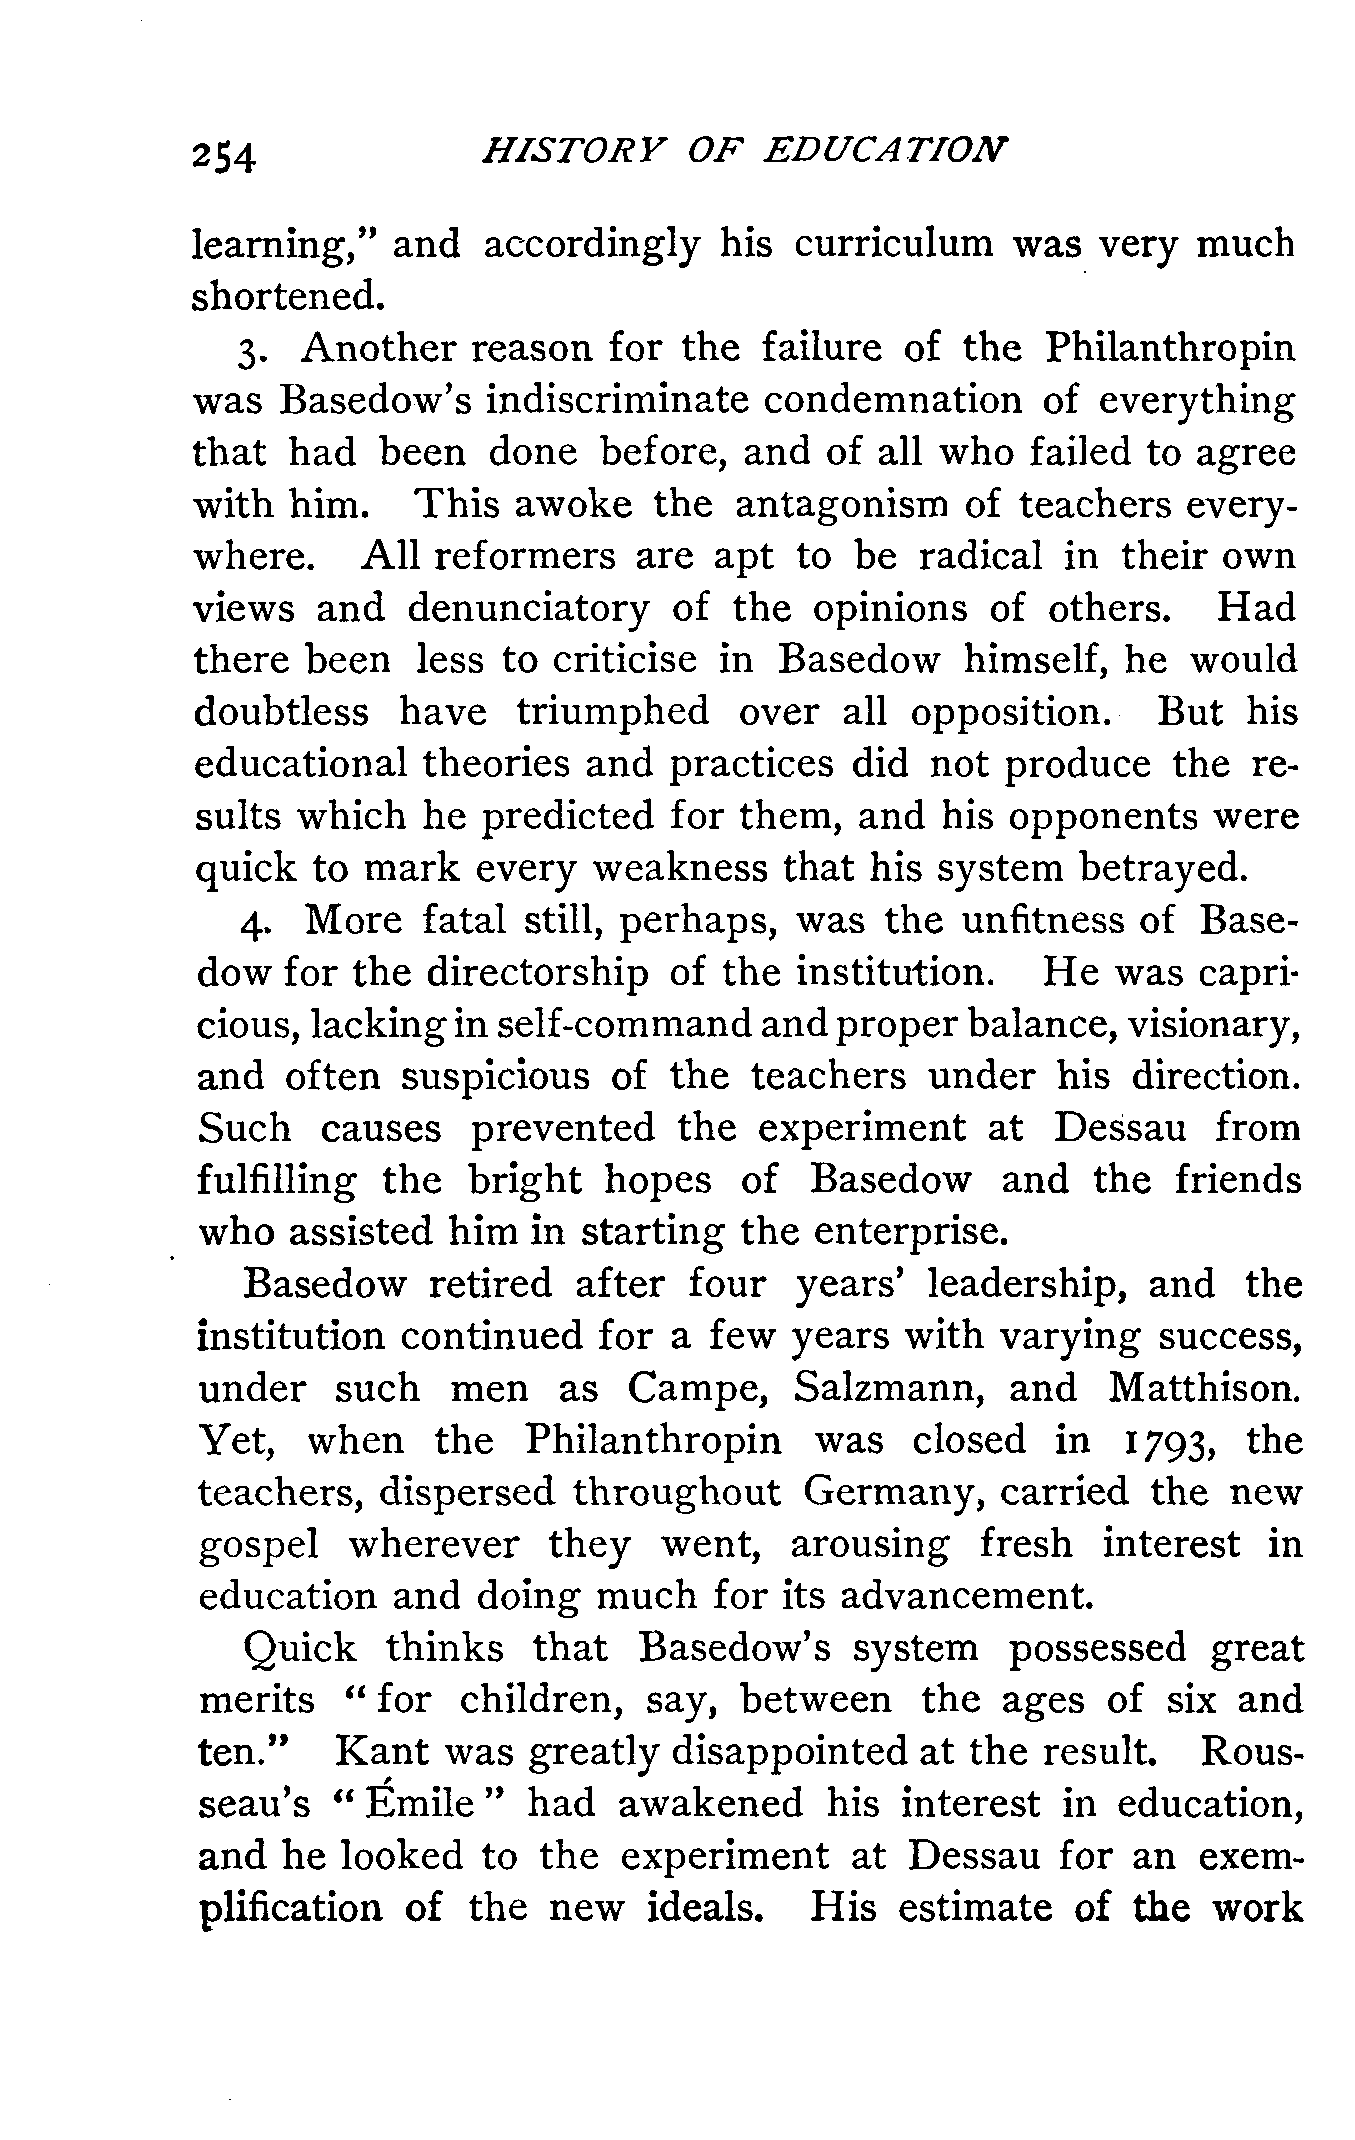 254 HISTORY OF EDUCATION
learning,” and accordingly his curriculum was very much
shortened.
3. Another reason for the failure of the Philanthropin
was Basedow’s indiscriminate condemnation of everything
that had been done before, and of all who failed to agree
with him. This awoke the antagonism of teachers every-
where. All reformers are apt to be radical in their own
views and denunciatory of the opinions of others. Had
there been less to criticise in Basedow himself, he would
doubtless have triumphed over all opposition. But his
educational theories and practices did not produce the re-
sults which he predicted for them, and his opponents were
quick to mark every weakness that his system betrayed.
4. More fatal still, perhaps, was the unfitness of Base-
dow for the directorship of the institution. He was capri-
cious, lacking in self-command and proper balance, visionary,
and often suspicious of the teachers under his direction.
Such causes prevented the experiment at Dessau from
fulfilling the bright hopes of Basedow and the friends
who assisted him in starting the enterprise.
Basedow retired after four years’ leadership, and the
institution continued for a few years with varying success,
under such men as Campe, Salzmann, and Matthison.
Yet, when the Philanthropin was closed in 1793, the
teachers, dispersed throughout Germany, carried the new
gospel wherever they went, arousing fresh interest in
education and doing much for its advancement.
Quick thinks that Basedow’s system possessed great
merits “ for children, say, between the ages of six and
ten.” Kant was greatly disappointed at the result. Rous-
seau’s “ Émile ” had awakened his interest in education,
and he looked to the experiment at Dessau for an exem-
plification of the new ideals. His estimate of the work